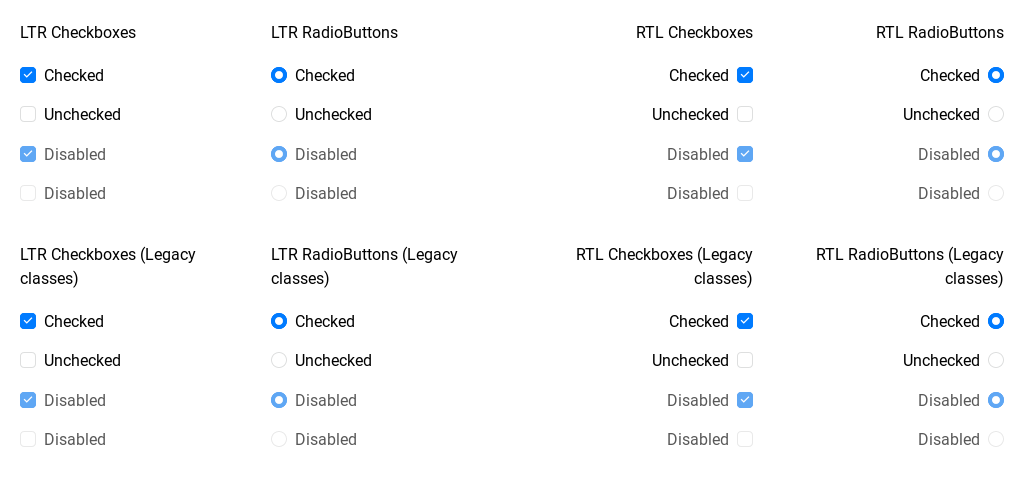 LTR Checkboxes
Checked
Unchecked
Disabled
Disabled
LTR RadioButtons
Checked
Unchecked
Disabled
Disabled
RTL Checkboxes
Checked
Unchecked
Disabled
Disabled
RTL RadioButtons
Checked
Unchecked
Disabled
Disabled
LTR Checkboxes (Legacy
classes)
Checked
Unchecked
Disabled
Disabled
LTR RadioButtons (Legacy
classes)
Checked
Unchecked
Disabled
Disabled
RTL Checkboxes (Legacy
classes)
Checked
Unchecked
Disabled
Disabled
RTL RadioButtons (Legacy
classes)
Checked
Unchecked
Disabled
Disabled